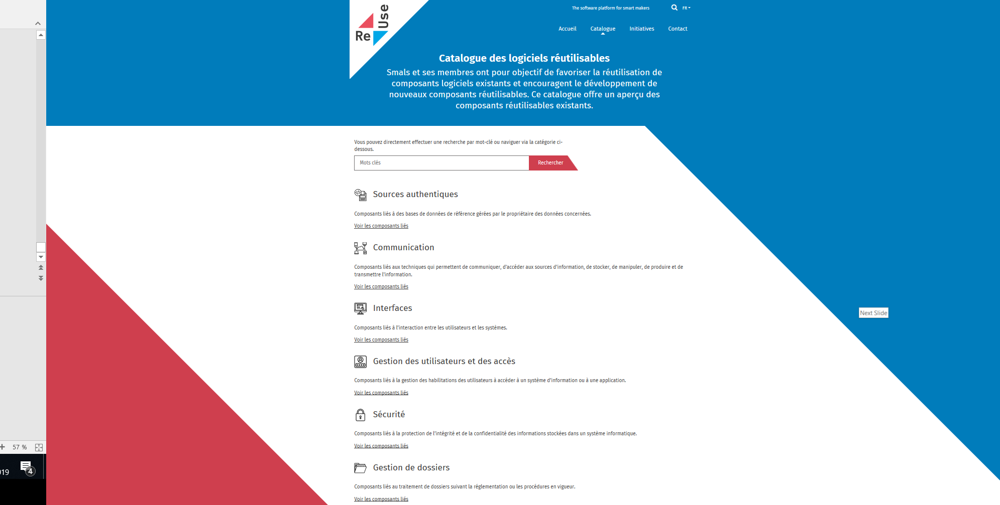 The software platform for smart makers
FR
Re
Use
Accueil
Catalogue
Initiatives
Contact
Catalogue des logiciels réutilisables
Smals et ses membres ont pour objectif de favoriser la réutilisation de
composants logiciels existants et encouragent le développement de
nouveaux composants réutilisables. Ce catalogue offre un aperçu des
composants réutilisables existants.
Vous pouvez directement effectuer une recherche par mot-clé ou naviguer via la catégorie ci-
dessous.
Mots clés
Rechercher
Sources authentiques
Composants liés à des bases de données de référence gérées par le propriétaire des données concernées.
Voir les composants liés
Communication
Composants liés aux techniques qui permettent de communiquer, d'accéder aux sources d'information, de stocker, de manipuler, de produire et de
transmettre l'information.
Voir les composants liés
Interfaces
Composants liés à l'interaction entre les utilisateurs et les systèmes.
Voir les composants liés
Next Slide
Gestion des utilisateurs et des accès
Composants liés à la gestion des habilitations des utilisateurs à accéder à un système d'information ou à une application.
Voir les composants liés
Sécurité
Composants liés à la protection de l'intégrité et de la confidentialité des informations stockées dans un système informatique.
Voir les composants liés
Gestion de dossiers
Composants liés au traitement de dossiers suivant la réglementation ou les procédures en vigueur.
Voir les composants liés
57 %
019
4